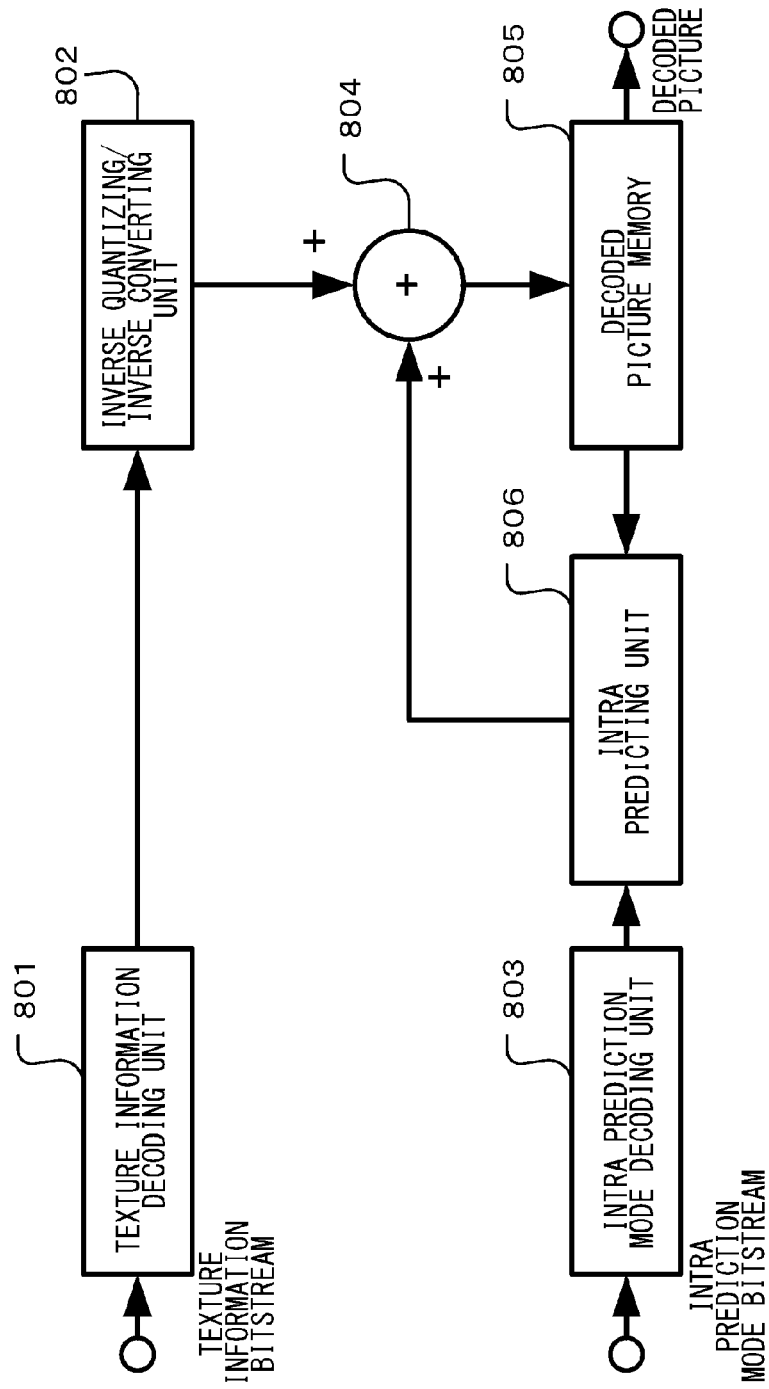 801
TEXTURE INFORMATION
DECODING UNIT
TEXTURE
INFORMATION
BITSTREAM
802
INVERSE QUANTIZING/
INVERSE CONVERTING
UNIT
+
804
+
+
803
INTRA PREDICTION
MODE DECODING UNIT
INTRA
PREDICTION
MODE BITSTREAM
806
INTRA
PREDICTING UNIT
805
DECODED
PICTURE MEMORY
DECODED
PICTURE